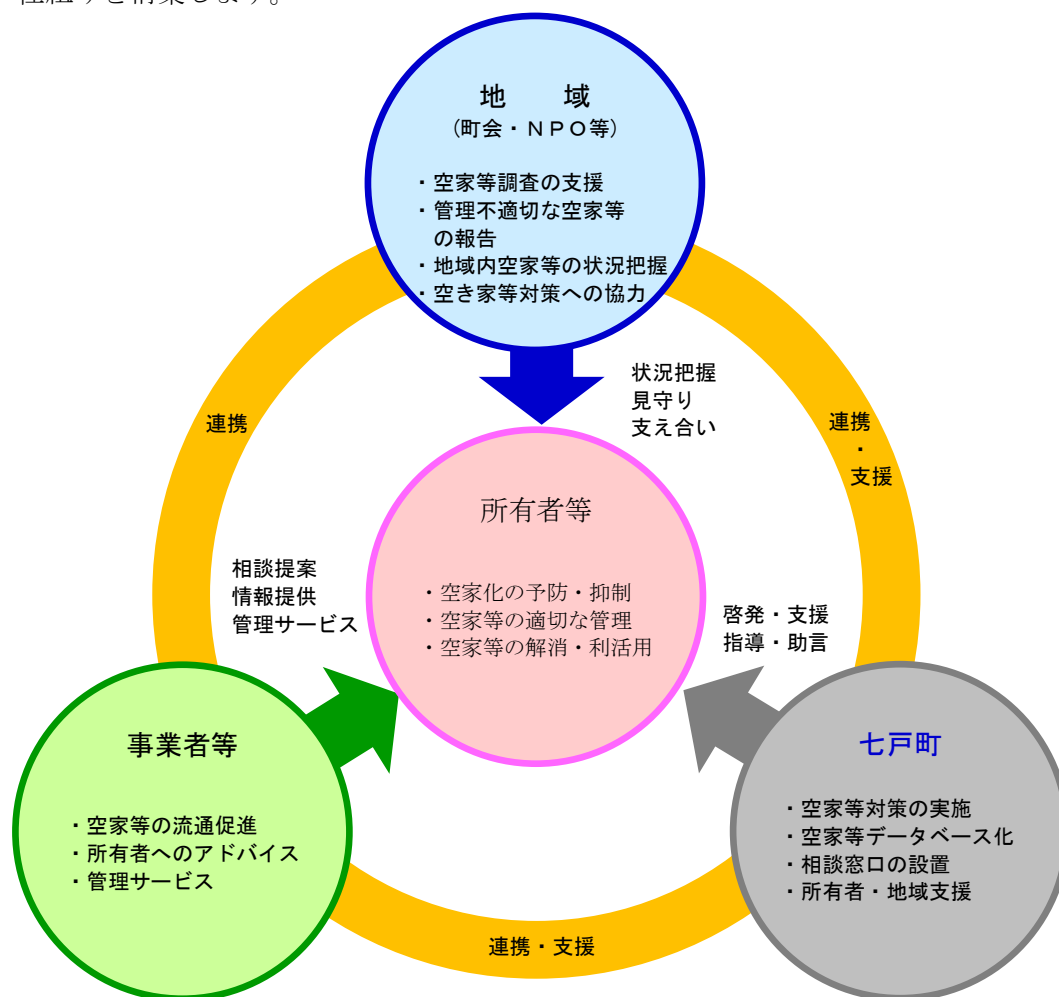 地　　域
(町会・ＮＰＯ等)
・空家等調査の支援
・管理不適切な空家等
の報告
・地域内空家等の状況把握
・空き家等対策への協力
状況把握
見守り
支え合い
連携
連携
・
支援
所有者等
・空家化の予防・抑制
・空家等の適切な管理
・空家等の解消・利活用
相談提案
情報提供
管理サービス
啓発・支援
指導・助言
事業者等
・空家等の流通促進
・所有者へのアドバイス
・管理サービス
七戸町
・空家等対策の実施
・空家等データベース化
・相談窓口の設置
・所有者・地域支援
連携・支援